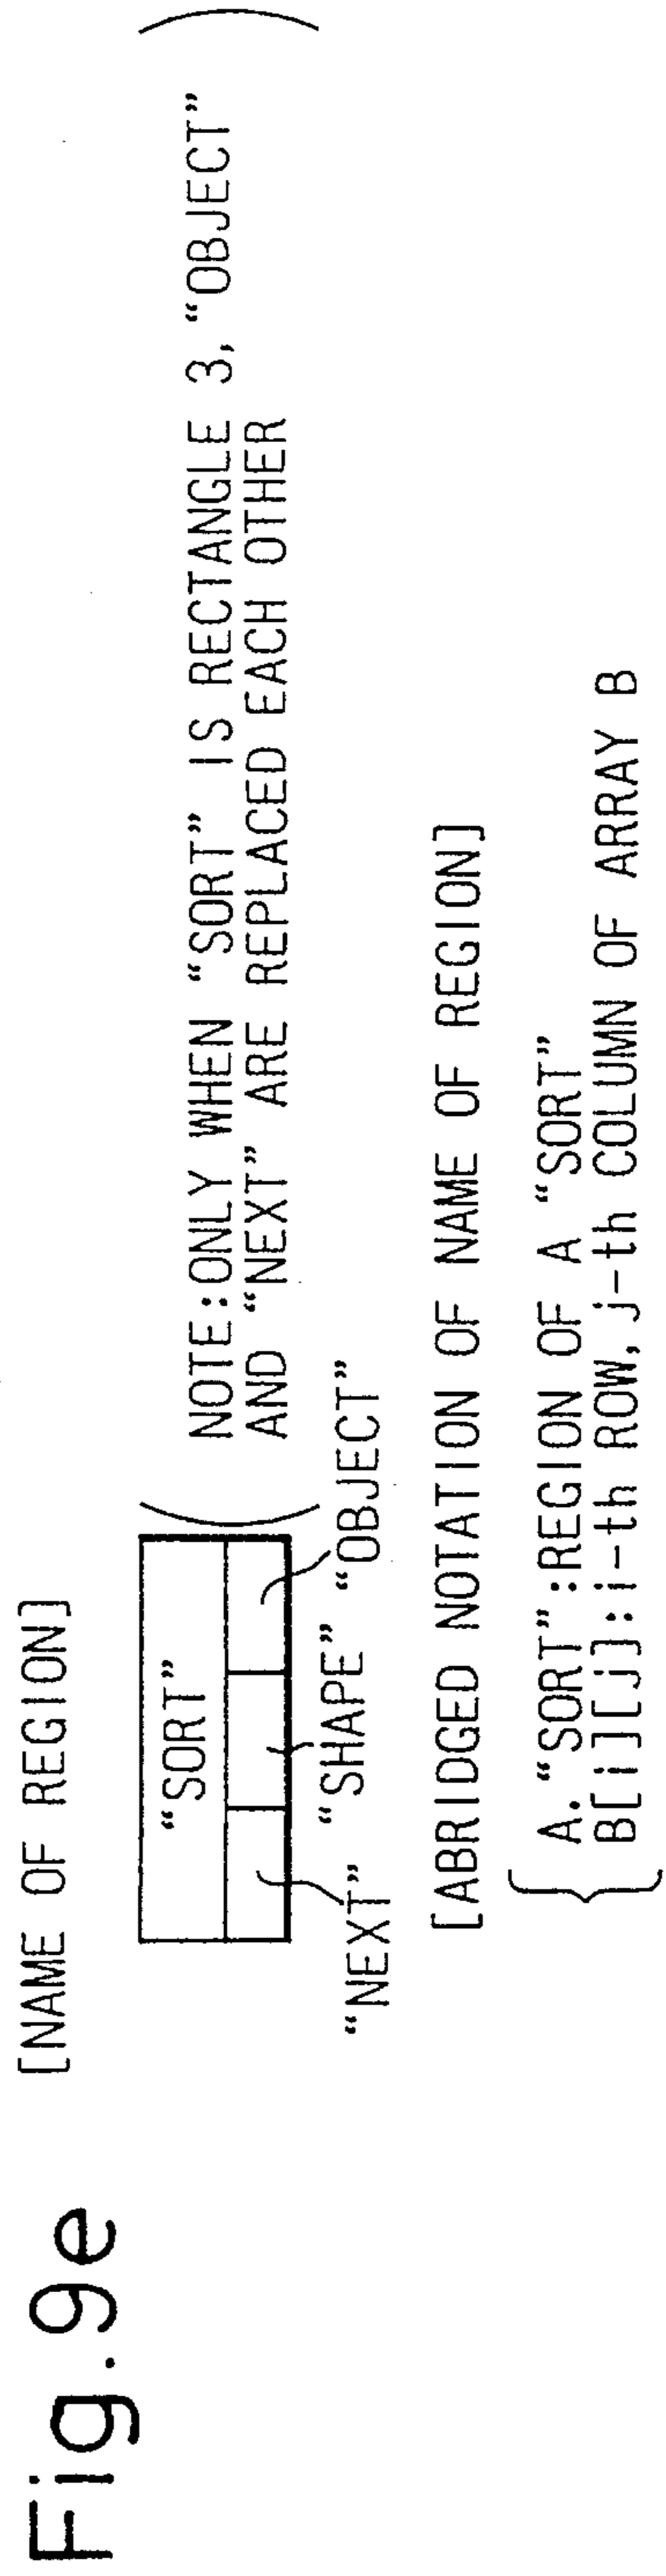 Fig.9e
[NAME OF REGION]
"SORT"
"NEXT"
"SHAPE"
"OBJECT"
NOTE:ONLY WHEN "SORT" IS RECTANGLE 3, "OBJECT"
AND "NEXT" ARE REPLACED EACH OTHER
[ABRIDGED NOTATION OF NAME OF REGION]
A."SORT":REGION OF A "SORT"
B[i][j]:i-th ROW, j-th COLUMN OF ARRAY B